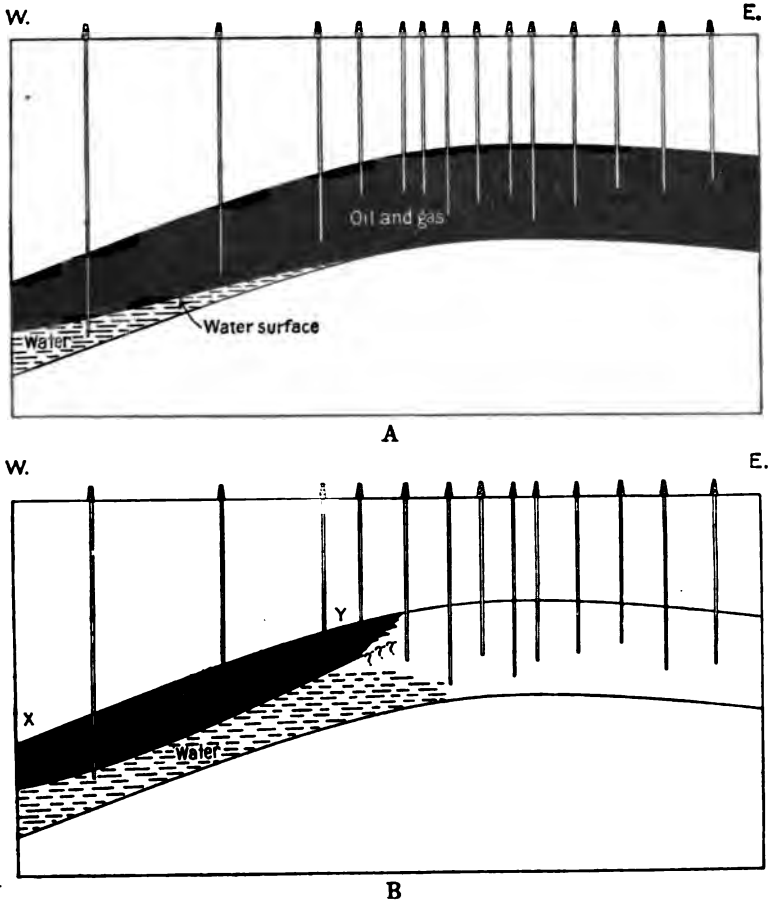 W. E.
Oil and gas
Water surface
Water
A
W. E.
Y
? ? ?
X
Water
B